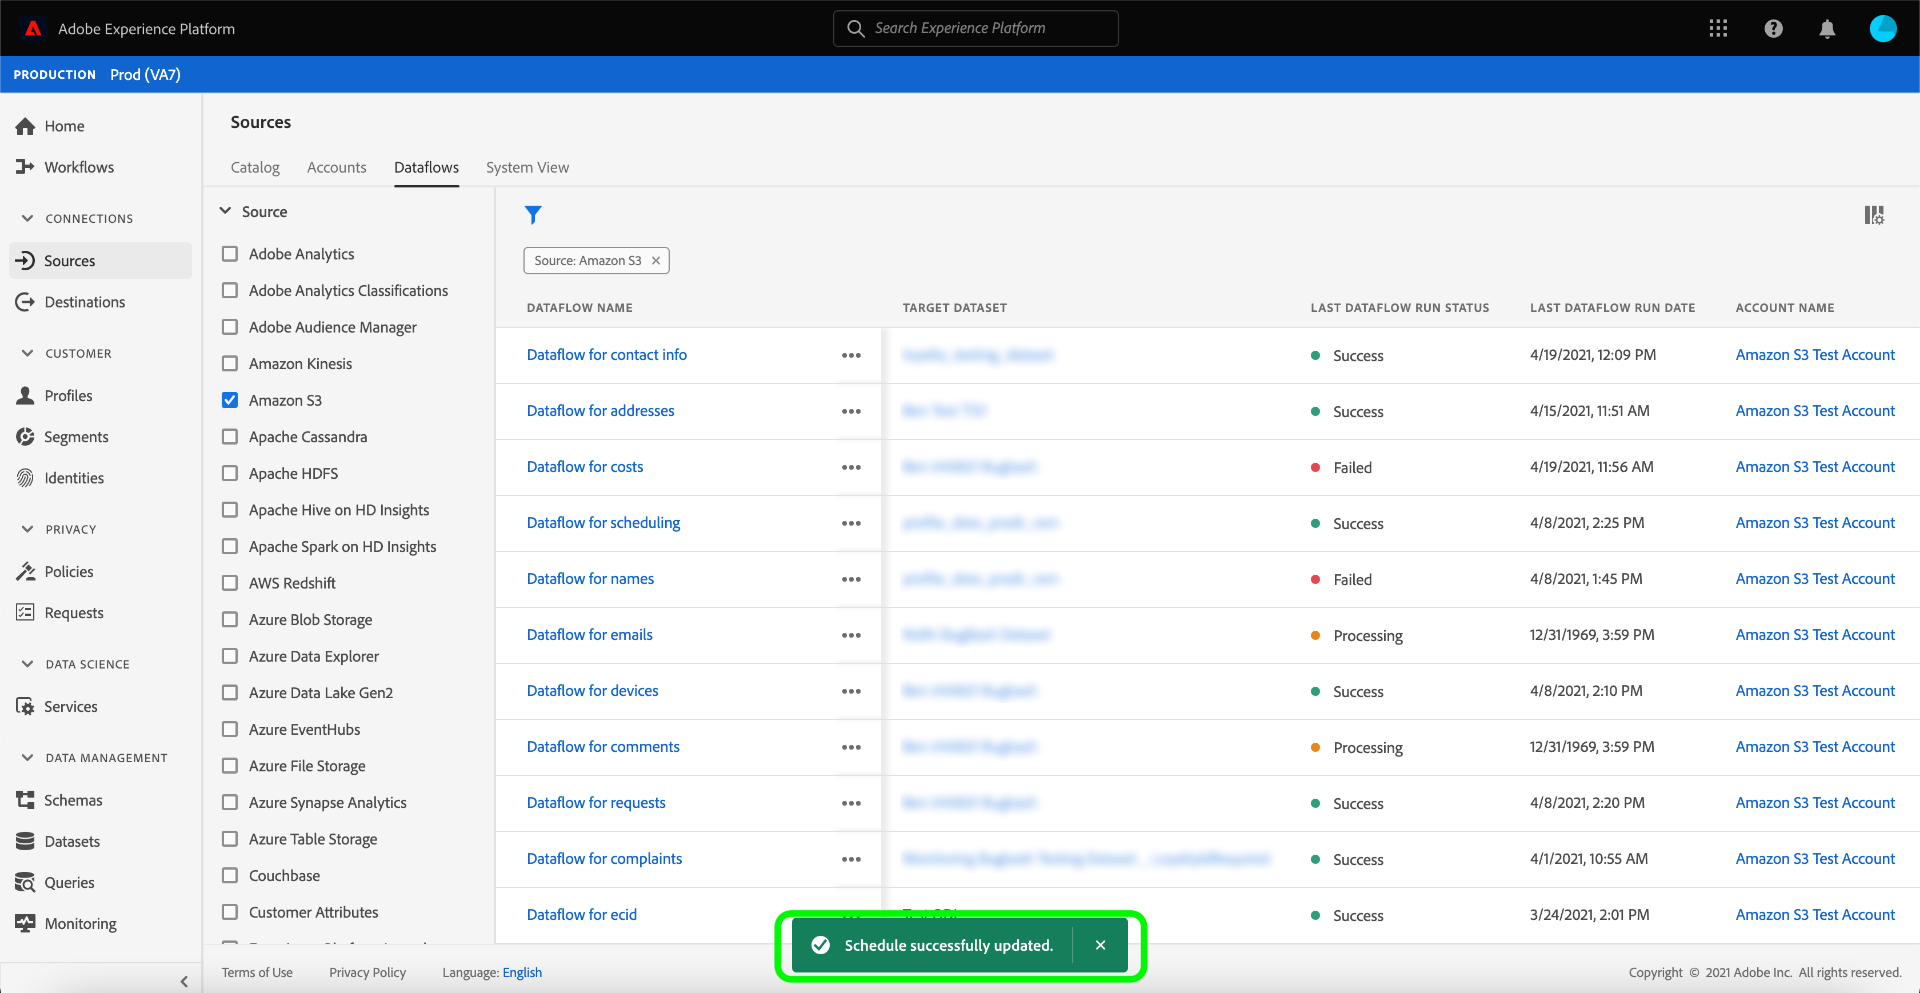 Adobe Experience Platform
Search Experience Platform
PRODUCTION Prod (VA7)
Home
Workflows
CONNECTIONS
Sources
Destinations
CUSTOMER
Profiles
Segments
Identities
PRIVACY
Policies
Requests
DATA SCIENCE
Services
DATA MANAGEMENT
Schemas
Datasets
Queries
Monitoring
Sources
Catalog Accounts Dataflows System View
Source
Adobe Analytics
Adobe Analytics Classifications
Adobe Audience Manager
Amazon Kinesis
Amazon S3
Apache Cassandra
Apache HDFS
Apache Hive on HD Insights
Apache Spark on HD Insights
AWS Redshift
Azure Blob Storage
Azure Data Explorer
Azure Data Lake Gen2
Azure EventHubs
Azure File Storage
Azure Synapse Analytics
Azure Table Storage
Couchbase
Customer Attributes
Source: Amazon S3
DATAFLOW NAME TARGET DATASET LAST DATAFLOW RUN STATUS LAST DATAFLOW RUN DATE ACCOUNT NAME
Dataflow for contact info Success 4/19/2021, 12:09 PM Amazon S3 Test Account
Dataflow for addresses Success 4/15/2021, 11:51 AM Amazon S3 Test Account
Dataflow for costs Failed 4/19/2021, 11:56 AM Amazon S3 Test Account
Dataflow for scheduling Success 4/8/2021, 2:25 PM Amazon S3 Test Account
Dataflow for names Failed 4/8/2021, 1:45 PM Amazon S3 Test Account
Dataflow for emails Processing 12/31/1969, 3:59 PM Amazon S3 Test Account
Dataflow for devices Success 4/8/2021, 2:10 PM Amazon S3 Test Account
Dataflow for comments Processing 12/31/1969, 3:59 PM Amazon S3 Test Account
Dataflow for requests Success 4/8/2021, 2:20 PM Amazon S3 Test Account
Dataflow for complaints Success 4/1/2021, 10:55 AM Amazon S3 Test Account
Dataflow for ecid Success 3/24/2021, 2:01 PM Amazon S3 Test Account
Schedule successfully updated.
Terms of Use Privacy Policy Language: English
Copyright © 2021 Adobe Inc. All rights reserved.